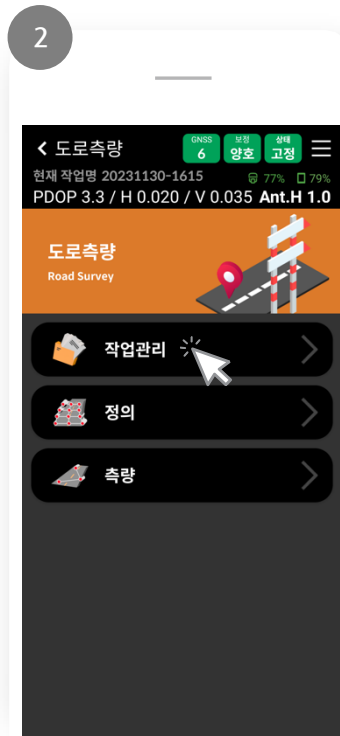 2
도로측량
GNSS 6
보정 양호
상태 고정
현재 작업명 20231130-1615 77% 79%
PDOP 3.3 / H 0.020 / V 0.035 Ant.H 1.0
도로측량
Road Survey
작업관리
정의
측량